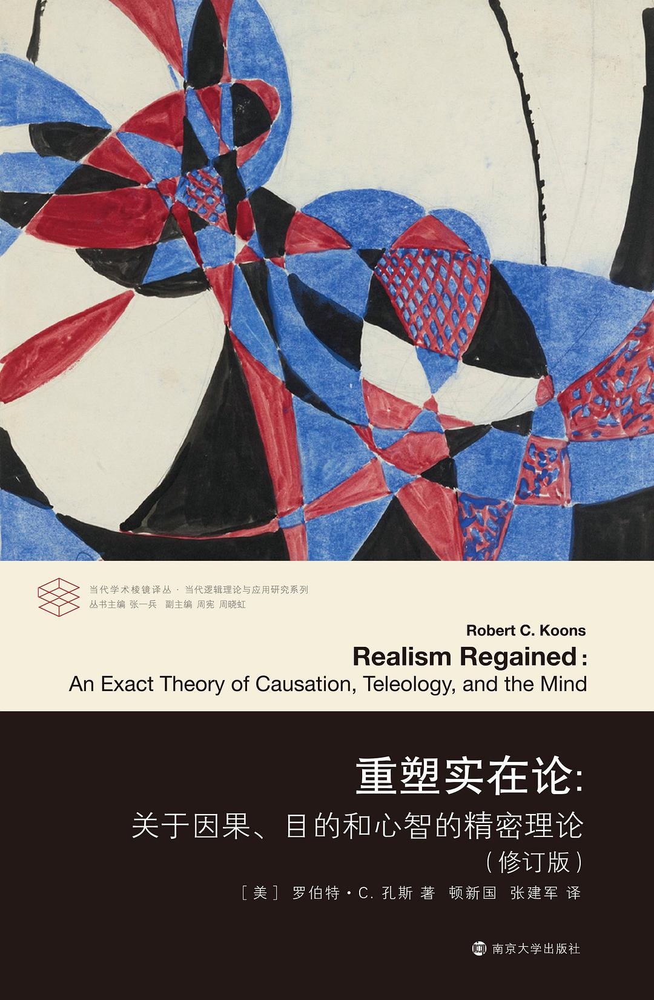 当代学术棱镜译丛 · 当代逻辑理论与应用研究系列
丛书主编 张一兵 副主编 周宪 周晓虹
Robert C. Koons
Realism Regained:
An Exact Theory of Causation, Teleology, and the Mind
重塑实在论:
关于因果、目的和心智的精密理论
(修订版)
[美] 罗伯特·C. 孔斯 著 顿新国 张建军 译
南京大学出版社